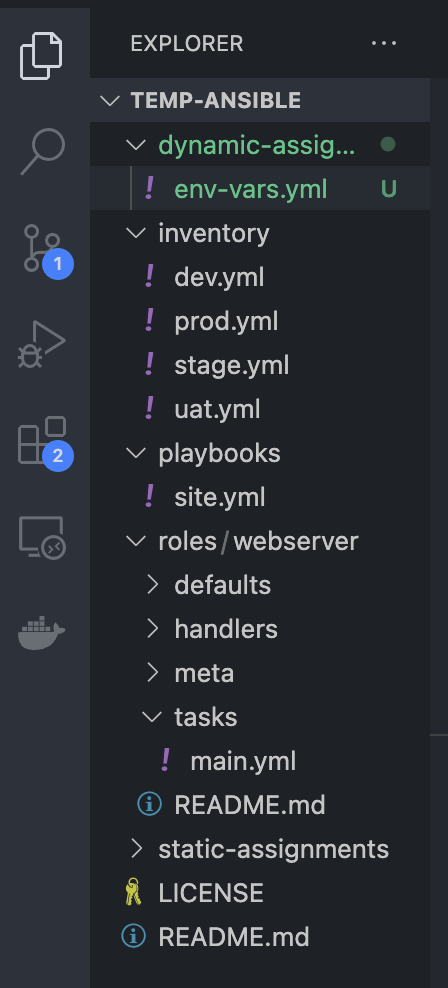 EXPLORER ...
TEMP-ANSIBLE
dynamic-assig...
! env-vars.yml U
inventory
! dev.yml
1
! prod.yml
! stage.yml
! uat.yml
playbooks
2
! site.yml
roles/webserver
defaults
handlers
meta
tasks
! main.yml
README.md
static-assignments
LICENSE
README.md